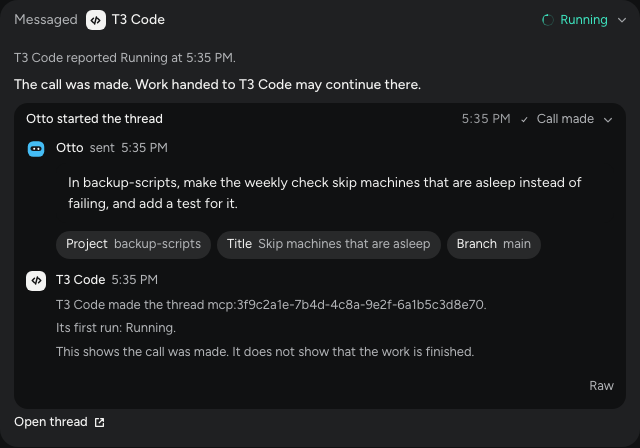 Messaged T3 Code Running
T3 Code reported Running at 5:35 PM.
The call was made. Work handed to T3 Code may continue there.
Otto started the thread 5:35 PM ✓ Call made
Otto sent 5:35 PM
In backup-scripts, make the weekly check skip machines that are asleep instead of
failing, and add a test for it.
Project backup-scripts Title Skip machines that are asleep Branch main
T3 Code 5:35 PM
T3 Code made the thread mcp:3f9c2a1e-7b4d-4c8a-9e2f-6a1b5c3d8e70.
Its first run: Running.
This shows the call was made. It does not show that the work is finished.
Raw
Open thread